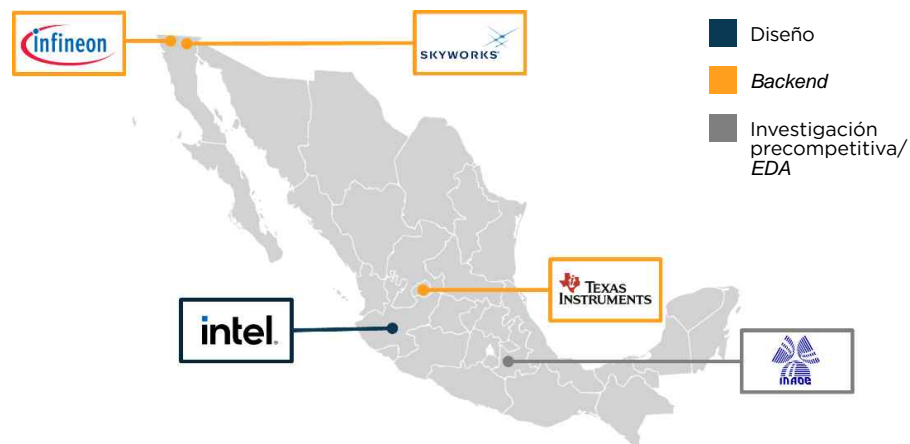 infineon
SKYWORKS®
Diseño
Backend
Investigación
precompetitiva/
EDA
TEXAS
INSTRUMENTS
intel.
INAOE